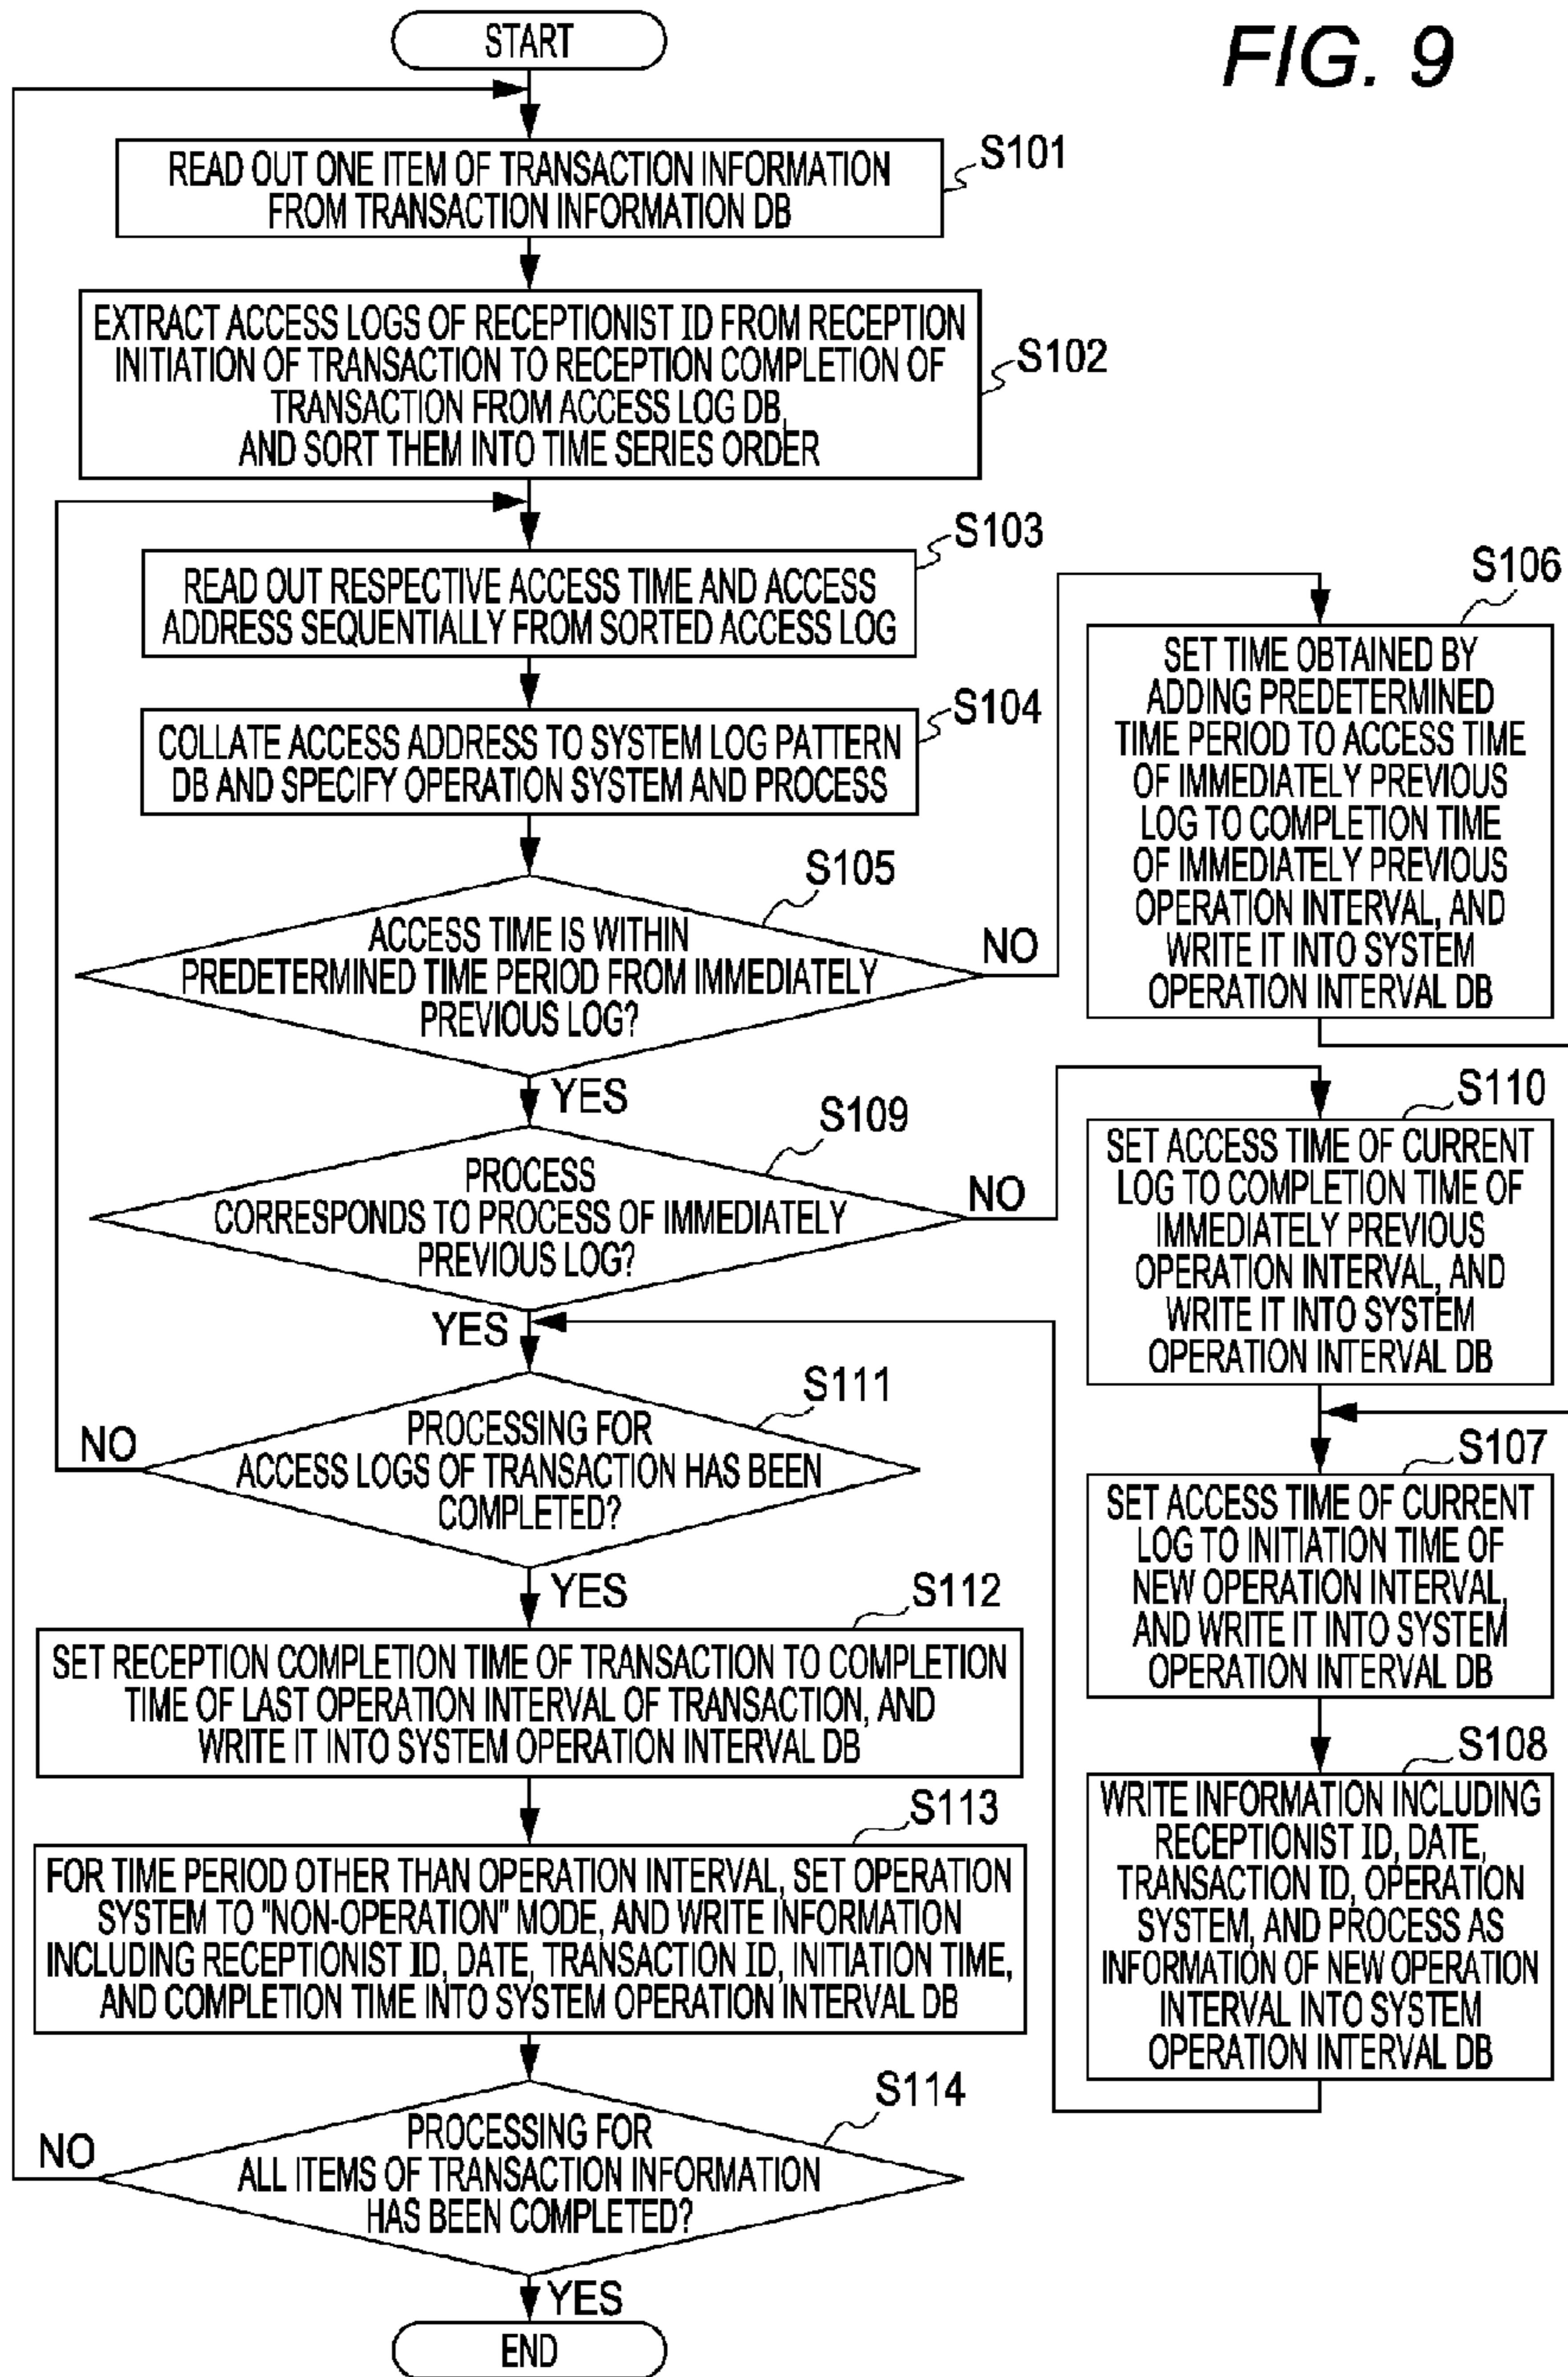 FIG. 9
START
READ OUT ONE ITEM OF TRANSACTION INFORMATION
FROM TRANSACTION INFORMATION DB
S101
EXTRACT ACCESS LOGS OF RECEPTIONIST ID FROM RECEPTION
INITIATION OF TRANSACTION TO RECEPTION COMPLETION OF
TRANSACTION FROM ACCESS LOG DB,
AND SORT THEM INTO TIME SERIES ORDER
S102
READ OUT RESPECTIVE ACCESS TIME AND ACCESS
ADDRESS SEQUENTIALLY FROM SORTED ACCESS LOG
S103
COLLATE ACCESS ADDRESS TO SYSTEM LOG PATTERN
DB AND SPECIFY OPERATION SYSTEM AND PROCESS
S104
ACCESS TIME IS WITHIN
PREDETERMINED TIME PERIOD FROM IMMEDIATELY
PREVIOUS LOG?
S105
NO
YES
S106
SET TIME OBTAINED BY
ADDING PREDETERMINED
TIME PERIOD TO ACCESS TIME
OF IMMEDIATELY PREVIOUS
LOG TO COMPLETION TIME
OF IMMEDIATELY PREVIOUS
OPERATION INTERVAL, AND
WRITE IT INTO SYSTEM
OPERATION INTERVAL DB
PROCESS
CORRESPONDS TO PROCESS OF IMMEDIATELY
PREVIOUS LOG?
S109
NO
YES
S110
SET ACCESS TIME OF CURRENT
LOG TO COMPLETION TIME OF
IMMEDIATELY PREVIOUS
OPERATION INTERVAL, AND
WRITE IT INTO SYSTEM
OPERATION INTERVAL DB
S107
SET ACCESS TIME OF CURRENT
LOG TO INITIATION TIME OF
NEW OPERATION INTERVAL,
AND WRITE IT INTO SYSTEM
OPERATION INTERVAL DB
S108
WRITE INFORMATION INCLUDING
RECEPTIONIST ID, DATE,
TRANSACTION ID, OPERATION
SYSTEM, AND PROCESS AS
INFORMATION OF NEW OPERATION
INTERVAL INTO SYSTEM
OPERATION INTERVAL DB
PROCESSING FOR
ACCESS LOGS OF TRANSACTION HAS BEEN
COMPLETED?
S111
NO
YES
S112
SET RECEPTION COMPLETION TIME OF TRANSACTION TO COMPLETION
TIME OF LAST OPERATION INTERVAL OF TRANSACTION, AND
WRITE IT INTO SYSTEM OPERATION INTERVAL DB
S113
FOR TIME PERIOD OTHER THAN OPERATION INTERVAL, SET OPERATION
SYSTEM TO "NON-OPERATION" MODE, AND WRITE INFORMATION
INCLUDING RECEPTIONIST ID, DATE, TRANSACTION ID, INITIATION TIME,
AND COMPLETION TIME INTO SYSTEM OPERATION INTERVAL DB
S114
PROCESSING FOR
ALL ITEMS OF TRANSACTION INFORMATION
HAS BEEN COMPLETED?
NO
YES
END